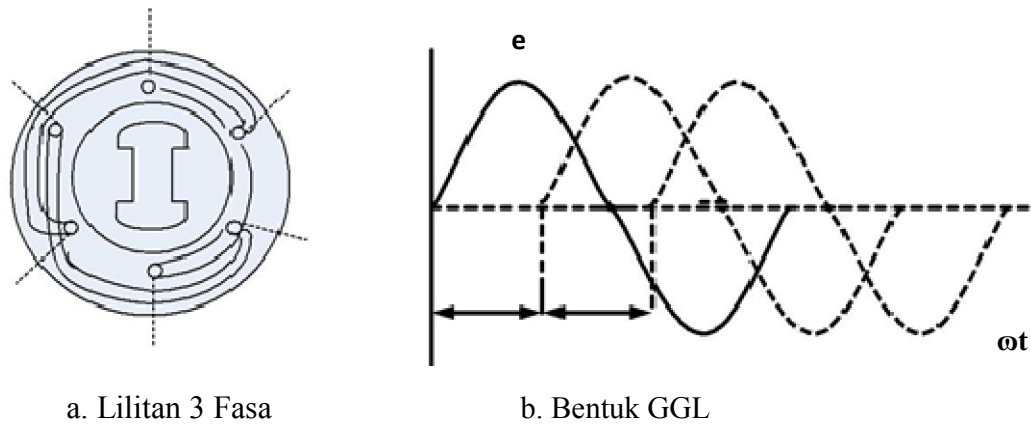 e
ωt
a. Lilitan 3 Fasa
b. Bentuk GGL